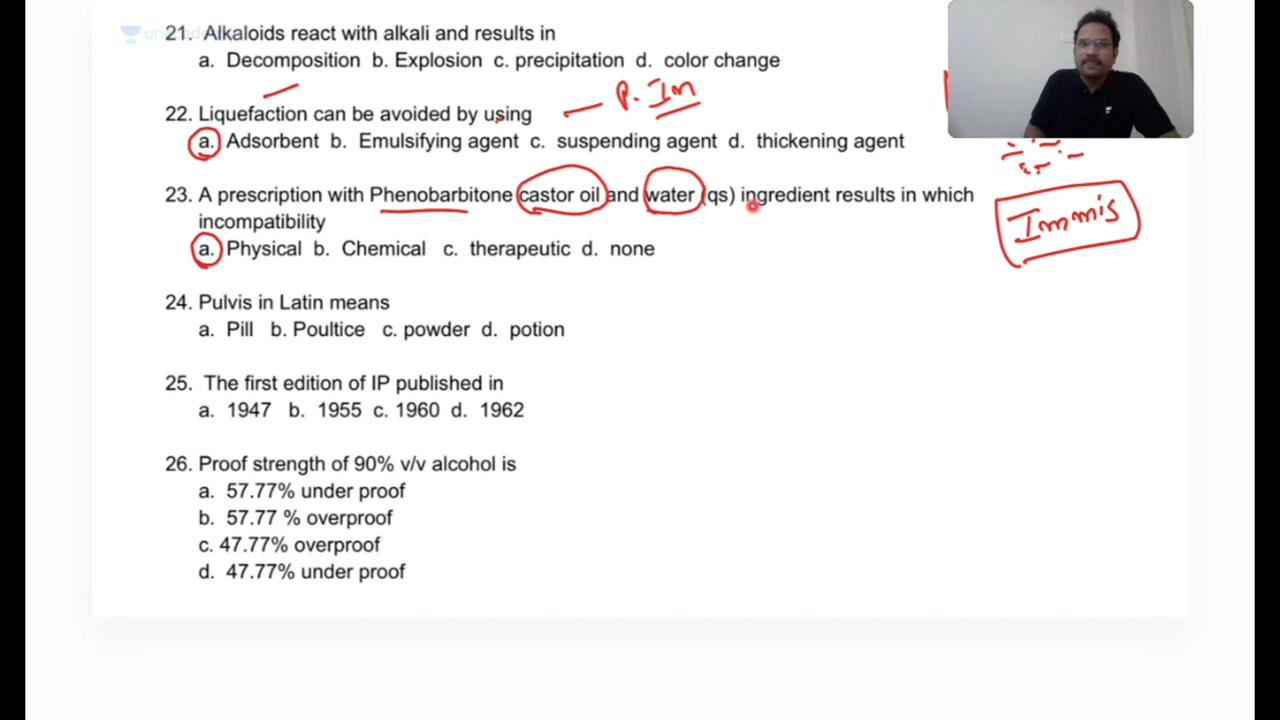 21. Alkaloids react with alkali and results in
a. Decomposition b. Explosion c. precipitation d. color change
P. Im
22. Liquefaction can be avoided by using
a. Adsorbent b. Emulsifying agent c. suspending agent d. thickening agent
23. A prescription with Phenobarbitone castor oil and water (qs) ingredient results in which
incompatibility
Immis
a. Physical b. Chemical c. therapeutic d. none
24. Pulvis in Latin means
a. Pill b. Poultice c. powder d. potion
25. The first edition of IP published in
a. 1947 b. 1955 c. 1960 d. 1962
26. Proof strength of 90% v/v alcohol is
a. 57.77% under proof
b. 57.77 % overproof
c. 47.77% overproof
d. 47.77% under proof